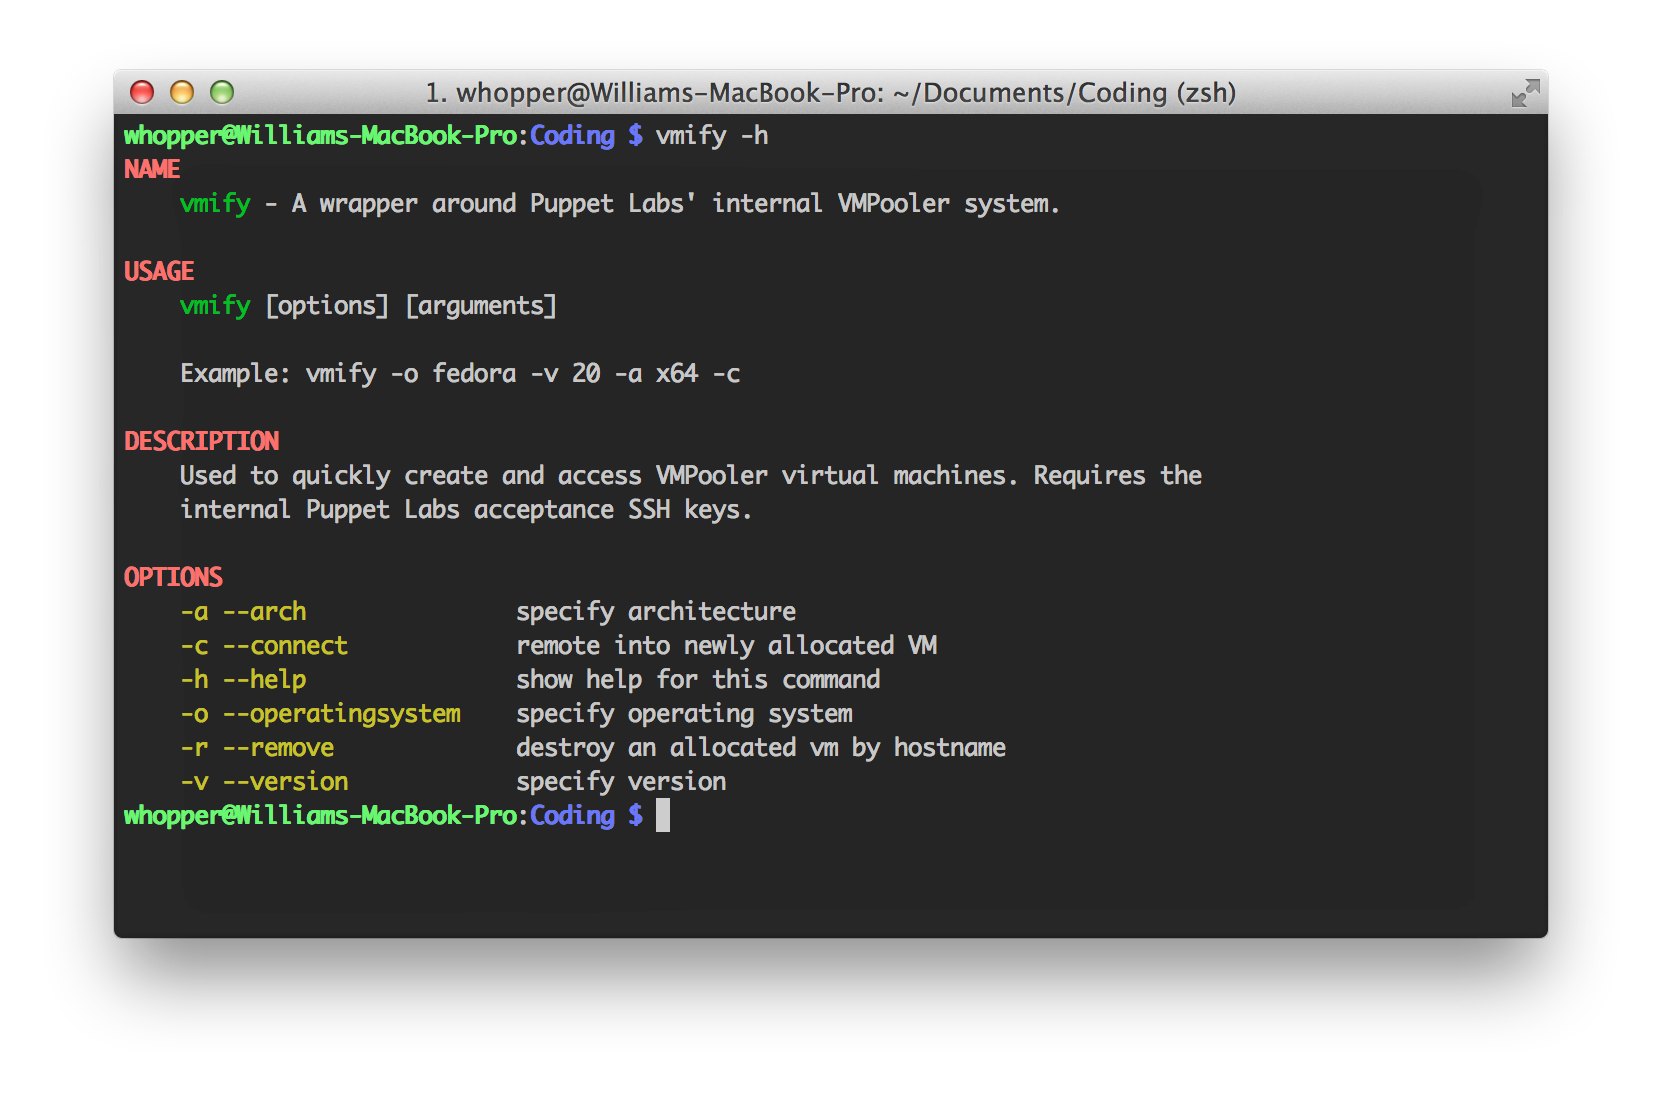 1. whopper@Williams-MacBook-Pro: ~/Documents/Coding (zsh)
whopper@Williams-MacBook-Pro:Coding $ vmify -h
NAME
    vmify - A wrapper around Puppet Labs' internal VMPooler system.

USAGE
    vmify [options] [arguments]

    Example: vmify -o fedora -v 20 -a x64 -c

DESCRIPTION
    Used to quickly create and access VMPooler virtual machines. Requires the
    internal Puppet Labs acceptance SSH keys.

OPTIONS
    -a --arch               specify architecture
    -c --connect            remote into newly allocated VM
    -h --help               show help for this command
    -o --operatingsystem    specify operating system
    -r --remove             destroy an allocated vm by hostname
    -v --version            specify version
whopper@Williams-MacBook-Pro:Coding $